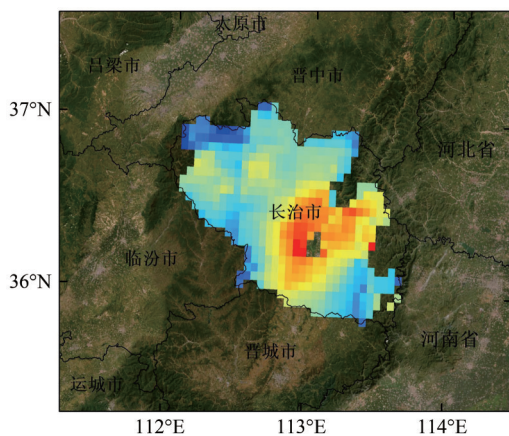 太原市
吕梁市
晋中市
37°N
河北省
长治市
临汾市
36°N
河南省
晋城市
运城市
112°E
113°E
114°E